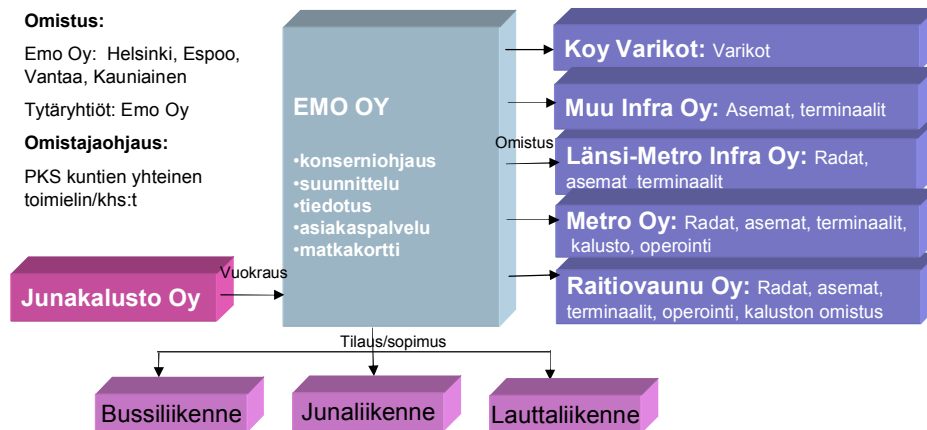 Omistus:
Emo Oy:  Helsinki, Espoo,
Vantaa, Kauniainen
Tytäryhtiöt: Emo Oy
Omistajaohjaus:
PKS kuntien yhteinen
toimielin/khs:t
Vuokraus
Junakalusto Oy
EMO OY
•konserniohjaus
•suunnittelu
•tiedotus
•asiakaspalvelu
•matkakortti
Omistus
Koy Varikot: Varikot
Muu Infra Oy: Asemat, terminaalit
Länsi-Metro Infra Oy: Radat,
asemat terminaalit
Metro Oy: Radat, asemat, terminaalit,
kalusto, operointi
Raitiovaunu Oy: Radat, asemat,
terminaalit, operointi, kaluston omistus
Tilaus/sopimus
Bussiliikenne
Junaliikenne
Lauttaliikenne